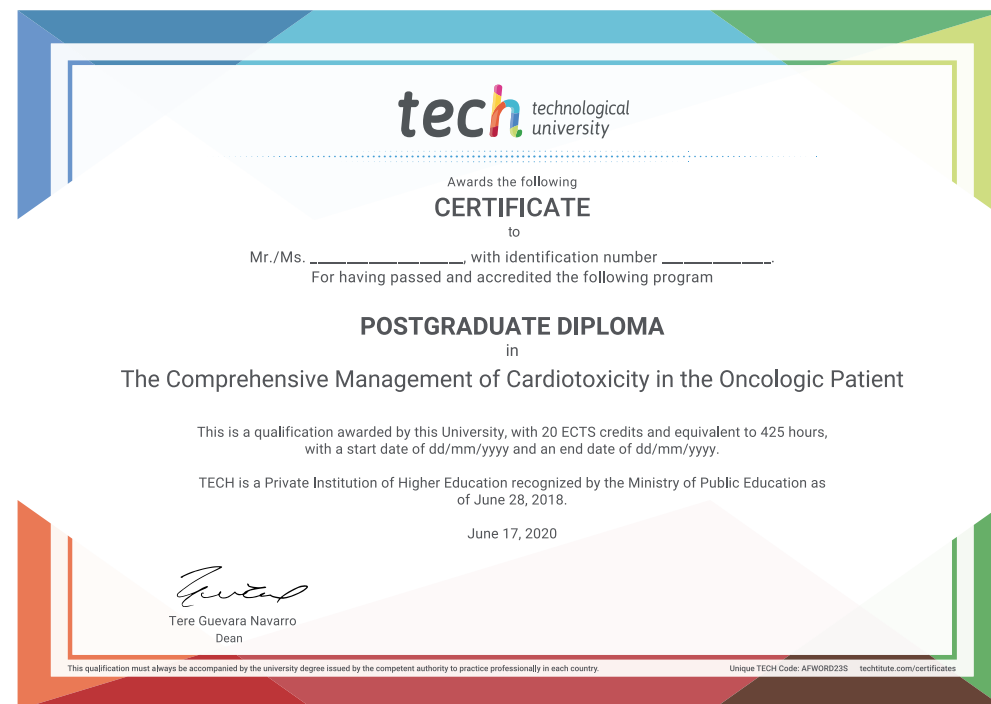 tech technological
university
Awards the following
CERTIFICATE
to
Mr./Ms. ____________________, with identification number ______________.
For having passed and accredited the following program
POSTGRADUATE DIPLOMA
in
The Comprehensive Management of Cardiotoxicity in the Oncologic Patient
This is a qualification awarded by this University, with 20 ECTS credits and equivalent to 425 hours,
with a start date of dd/mm/yyyy and an end date of dd/mm/yyyy.
TECH is a Private Institution of Higher Education recognized by the Ministry of Public Education as
of June 28, 2018.
June 17, 2020
Tere Guevara Navarro
Dean
This qualification must always be accompanied by the university degree issued by the competent authority to practice professionally in each country.
Unique TECH Code: AFWORD23S techtitute.com/certificates